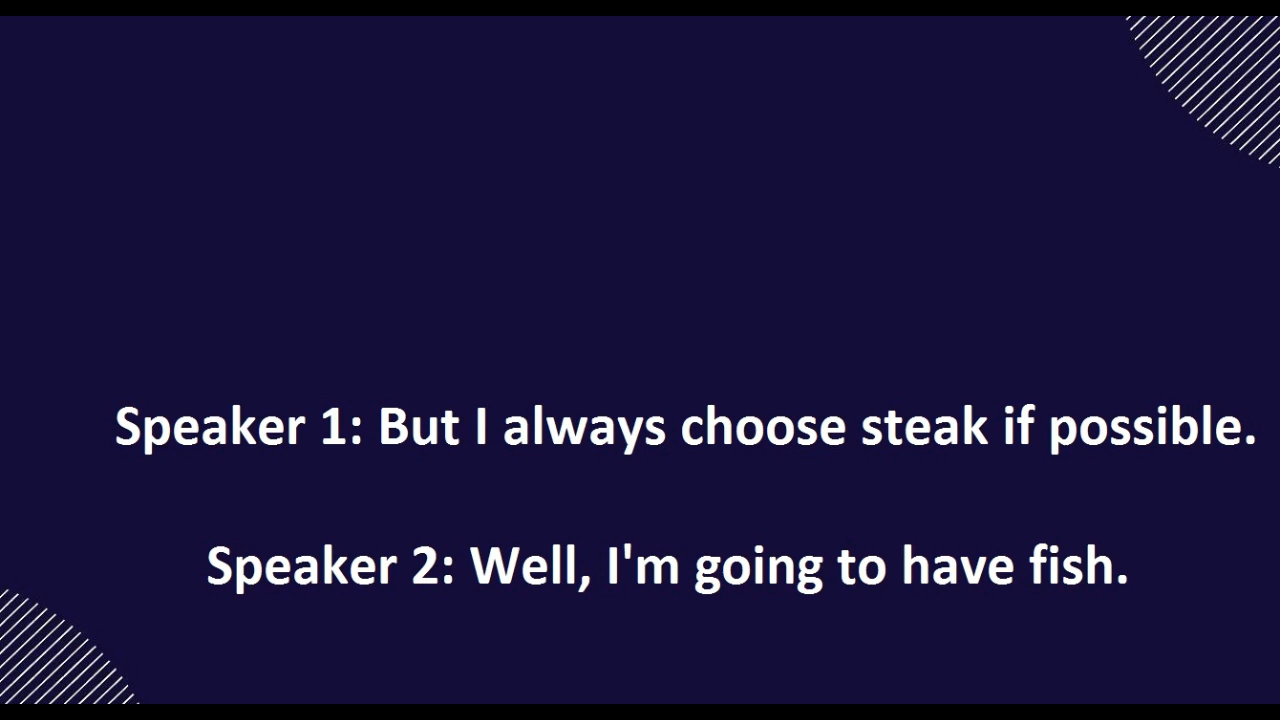 Speaker 1: But I always choose steak if possible.
Speaker 2: Well, I'm going to have fish.